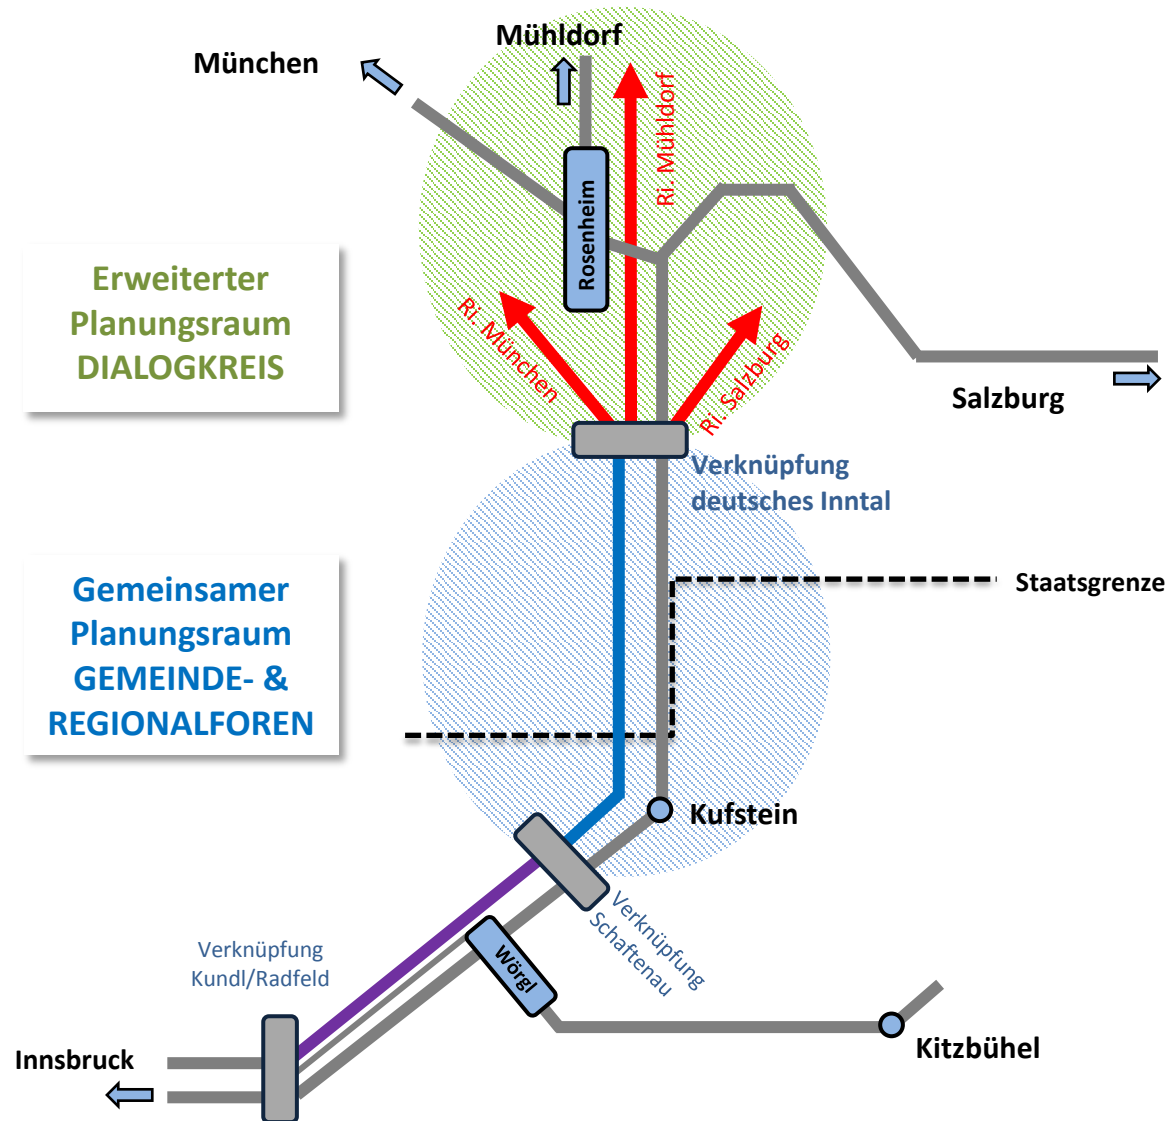 Mühldorf
München
Ri. Mühldorf
Rosenheim
Erweiterter
Planungsraum
DIALOGKREIS
Ri. München
Ri. Salzburg
Salzburg
Verknüpfung
deutsches Inntal
Gemeinsamer
Planungsraum
GEMEINDE- &
REGIONALFOREN
Staatsgrenze
Kufstein
Verknüpfung
Schaftenau
Wörgl
Verknüpfung
Kundl/Radfeld
Innsbruck
Kitzbühel